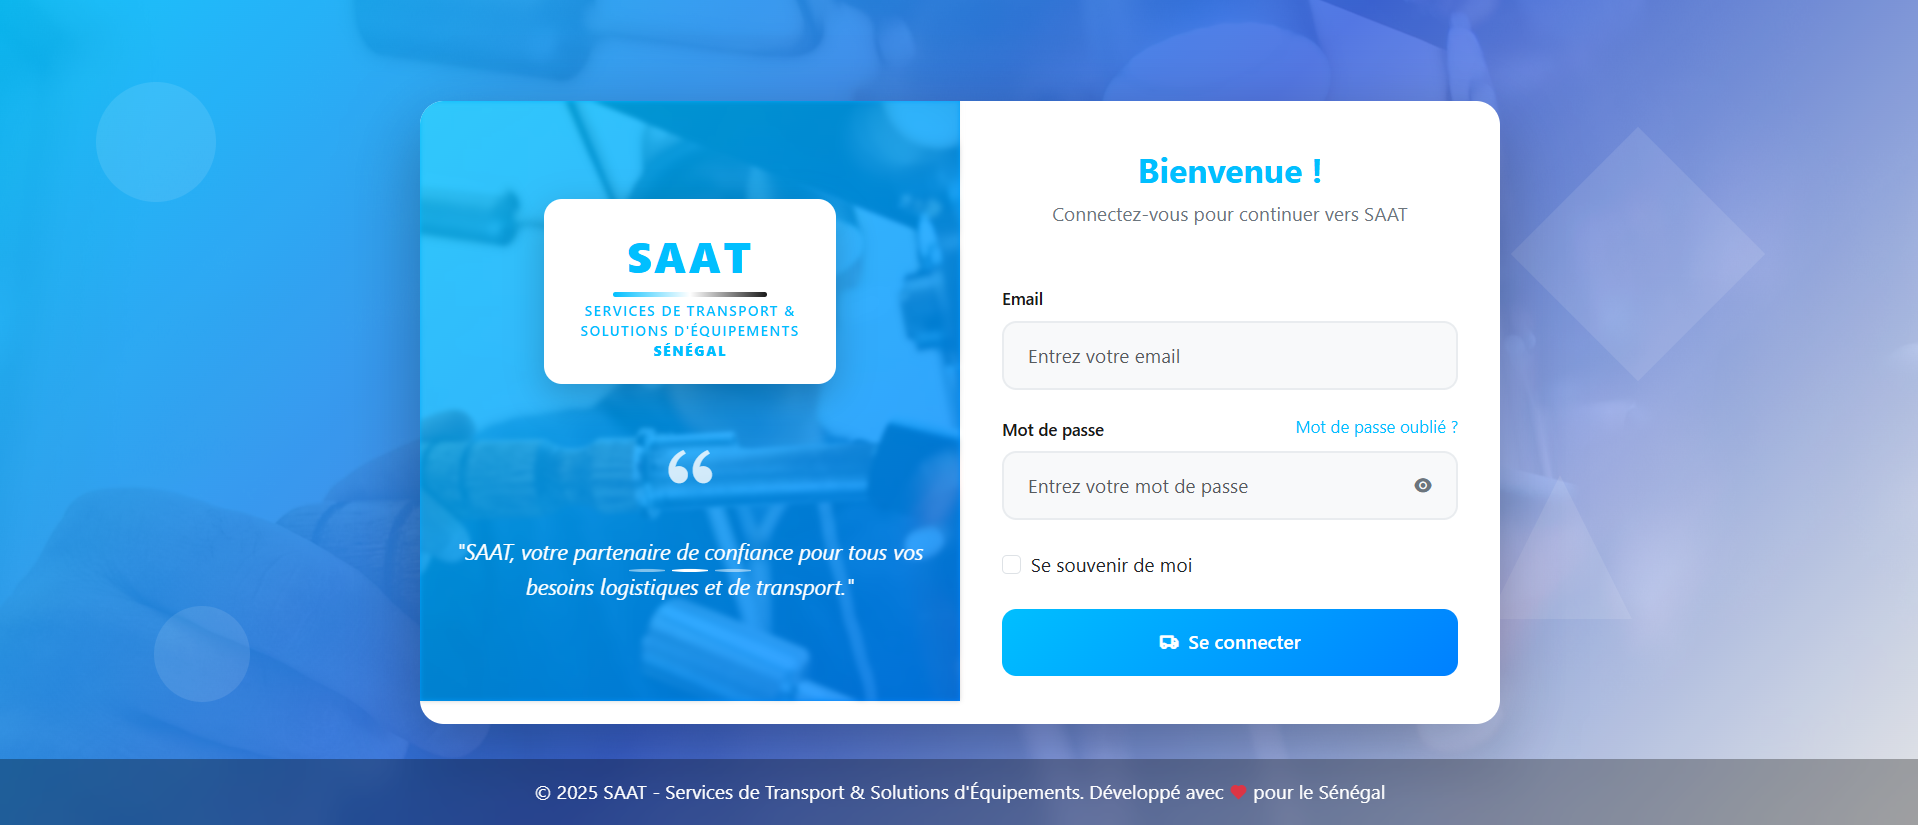 SAAT
SERVICES DE TRANSPORT &
SOLUTIONS D'ÉQUIPEMENTS
SÉNÉGAL
“
"SAAT, votre partenaire de confiance pour tous vos
besoins logistiques et de transport."
Bienvenue !
Connectez-vous pour continuer vers SAAT
Email
Entrez votre email
Mot de passe
Mot de passe oublié ?
Entrez votre mot de passe
Se souvenir de moi
Se connecter
© 2025 SAAT - Services de Transport & Solutions d'Équipements. Développé avec ❤ pour le Sénégal